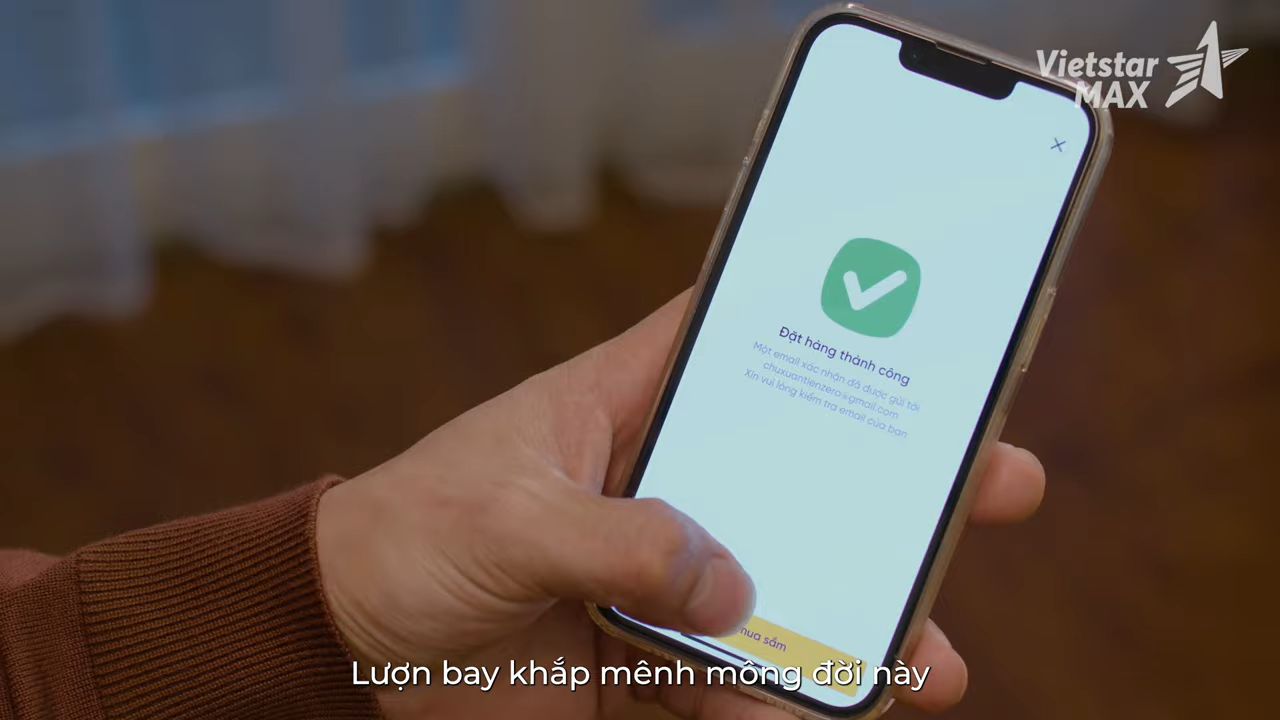 Vietstar
MAX
Đặt hàng thành công
Một email xác nhận đã được gửi tới
chuxuantienzero@gmail.com
Xin vui lòng kiểm tra email của bạn
mua sắm
Lượn bay khắp mênh mông đời này